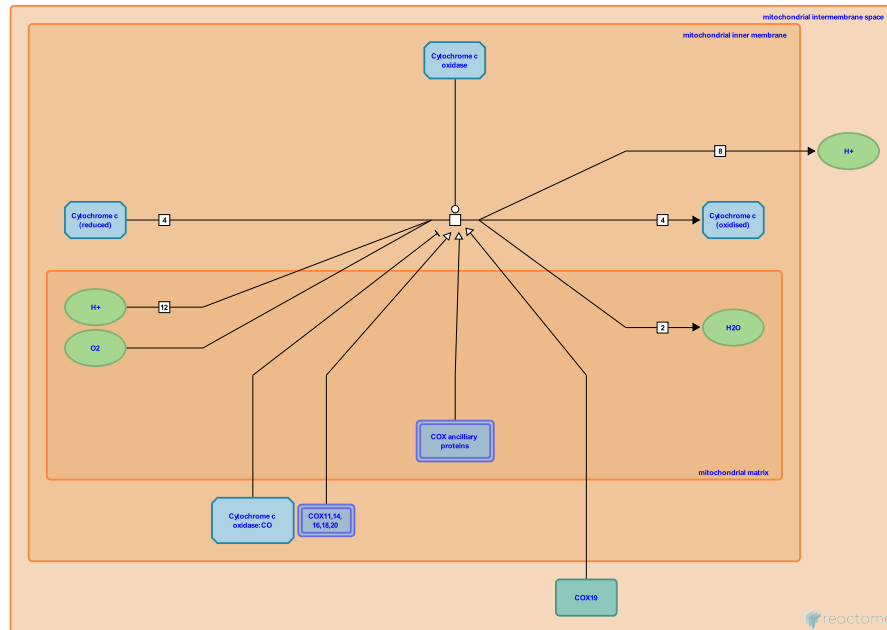 mitochondrial intermembrane space
mitochondrial inner membrane
Cytochrome c
oxidase
8
H+
Cytochrome c
(reduced)
4
4
Cytochrome c
(oxidised)
H+
12
O2
2
H2O
COX ancilliary
proteins
mitochondrial matrix
Cytochrome c
oxidase:CO
COX11,14,
16,18,20
COX19
reactome